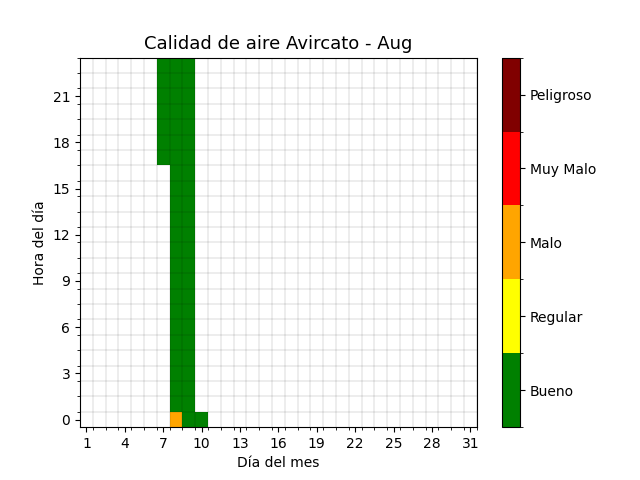 Calidad de aire Avircato - Aug
21
18
15
12
9
6
3
0
Hora del día
1 4 7 10 13 16 19 22 25 28 31
Día del mes
Peligroso
Muy Malo
Malo
Regular
Bueno